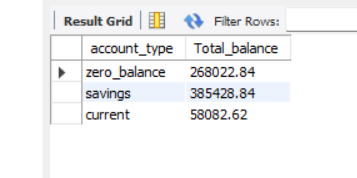 Result Grid Filter Rows:
account_type Total_balance
zero_balance 268022.84
savings 385428.84
current 58082.62